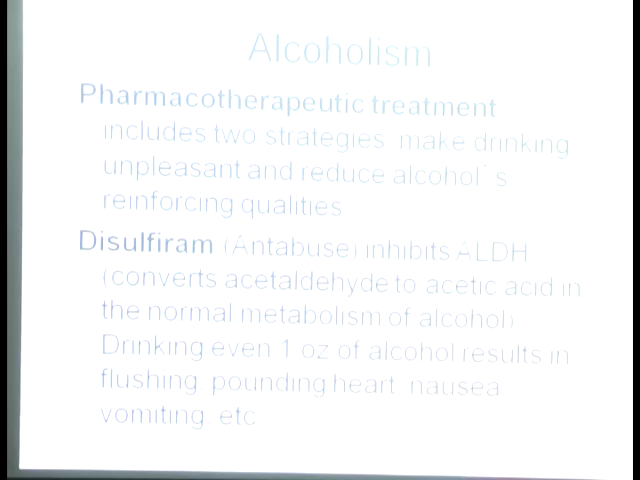 Alcoholism
Pharmacotherapeutic treatment
includes two strategies make drinking
unpleasant and reduce alcohol's
reinforcing qualities
Disulfiram (Antabuse) inhibits ALDH
(converts acetaldehyde to acetic acid in
the normal metabolism of alcohol)
Drinking even 1 oz of alcohol results in
flushing pounding heart nausea
vomiting etc